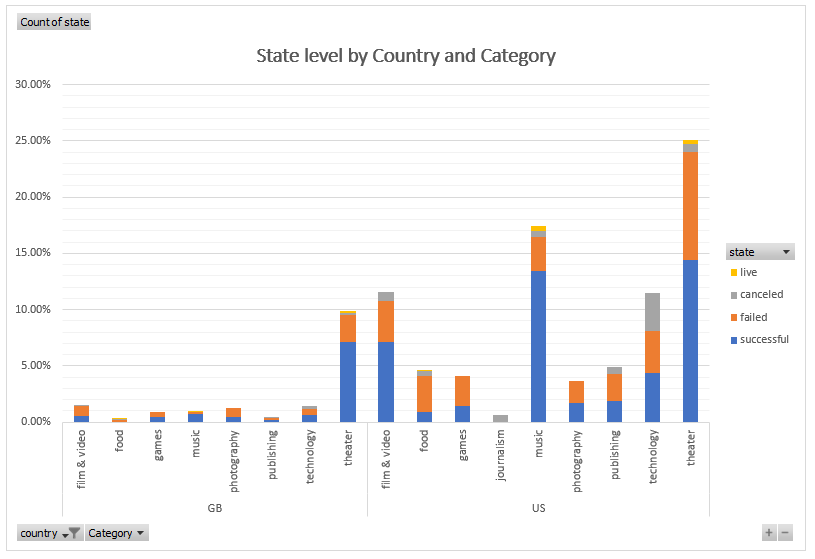 Count of state
State level by Country and Category
30.00%
25.00%
20.00%
15.00%
10.00%
5.00%
0.00%
film & video
food
games
music
photography
publishing
technology
theater
film & video
food
games
journalism
music
photography
publishing
technology
theater
GB
US
state
live
canceled
failed
successful
country
Category
+ −